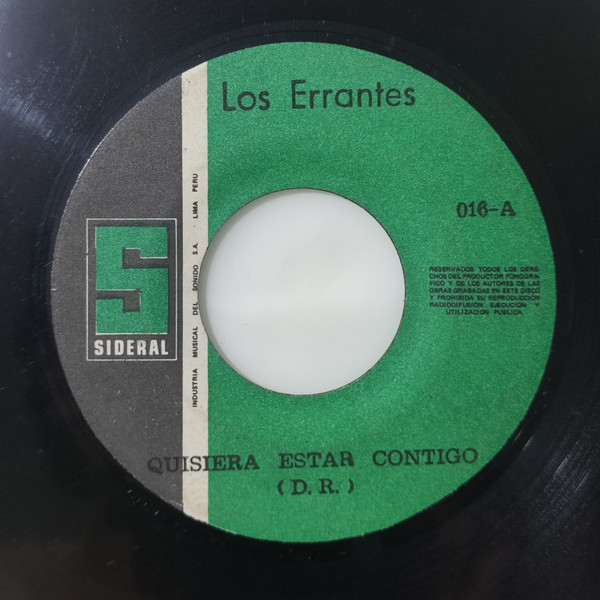 Los Errantes
016-A
RESERVADOS TODOS LOS DERE-
CHOS DEL PRODUCTOR FONOGRA-
FICO Y DE LOS AUTORES DE LAS
OBRAS GRABADAS EN ESTE DISCO
Y PROHIBIDA SU REPRODUCCION
RADIODIFUSION, EJECUCION Y
UTILIZACION PUBLICA
INDUSTRIA MUSICAL DEL SONIDO S.A. LIMA PERU
S
SIDERAL
QUISIERA ESTAR CONTIGO
(D. R.)